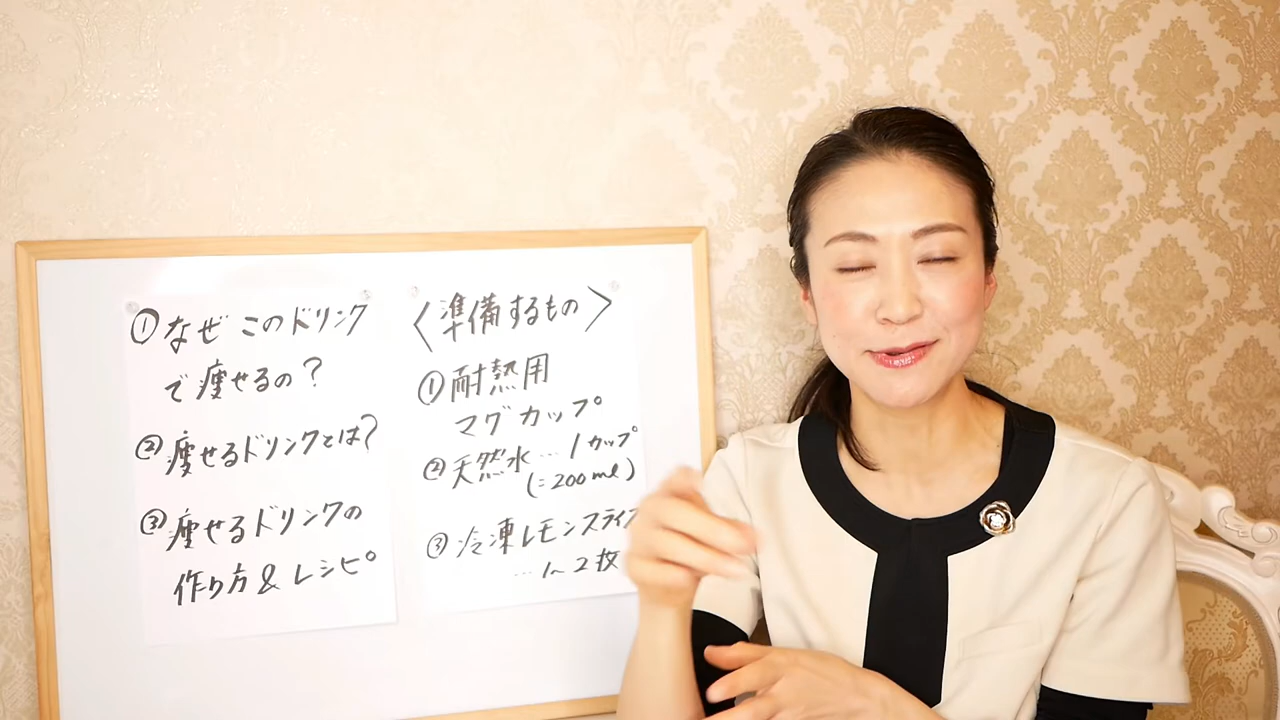 ① なぜこのドリンク
で痩せるの？
② 痩せるドリンクとは？
③ 痩せるドリンクの
作り方＆レシピ
〈準備するもの〉
① 耐熱用
マグカップ
② 天然水…1カップ
(=200ml)
③ 冷凍レモンスライス
…1~2枚